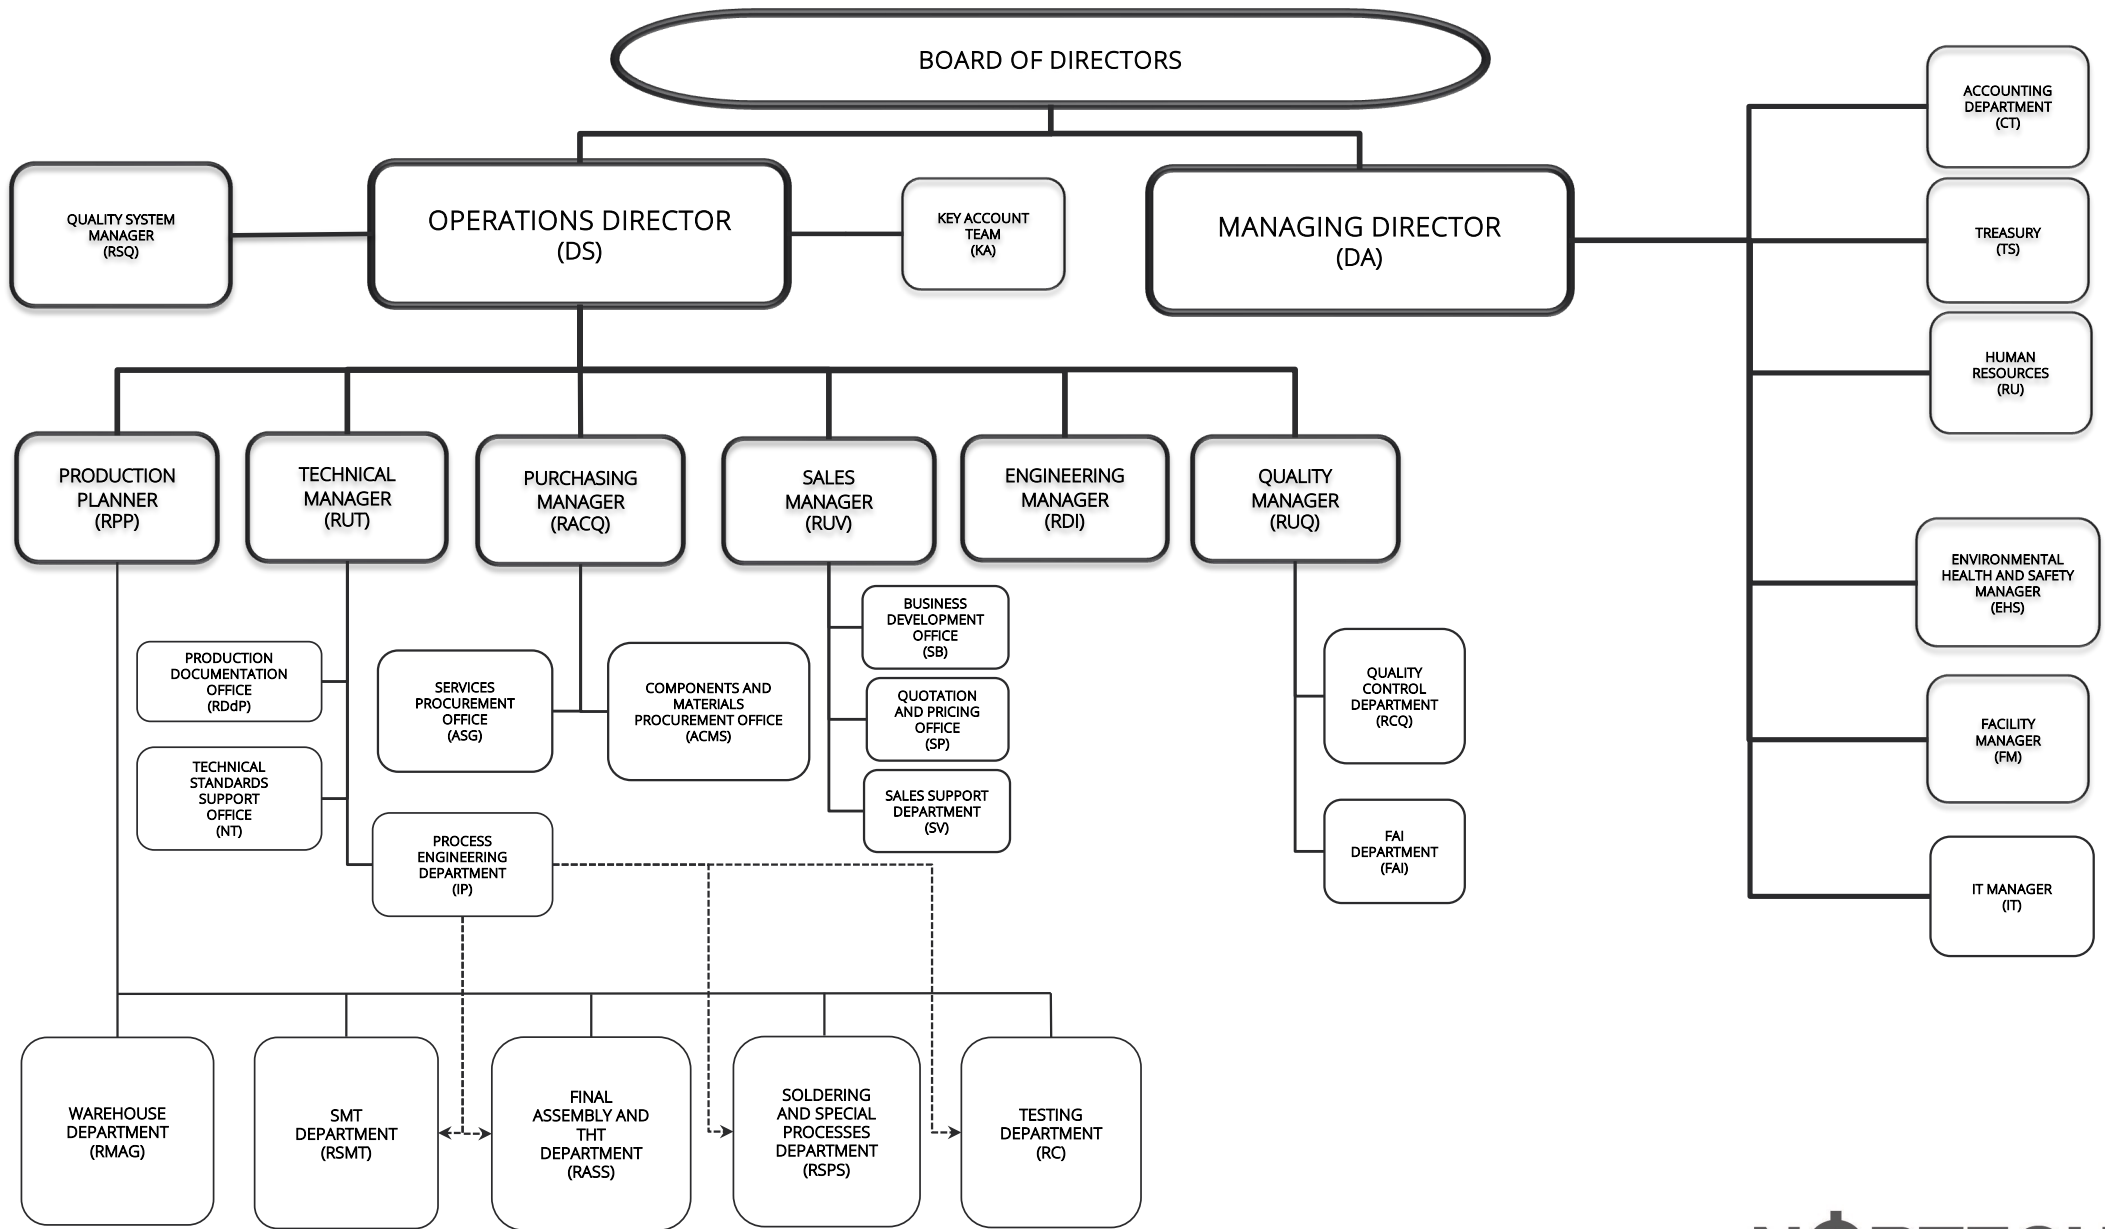 BOARD OF DIRECTORS
QUALITY SYSTEM
MANAGER
(RSQ)
OPERATIONS DIRECTOR
(DS)
KEY ACCOUNT
TEAM
(KA)
MANAGING DIRECTOR
(DA)
ACCOUNTING
DEPARTMENT
(CT)
TREASURY
(TS)
HUMAN
RESOURCES
(RU)
ENVIRONMENTAL
HEALTH AND SAFETY
MANAGER
(EHS)
FACILITY
MANAGER
(FM)
IT MANAGER
(IT)
PRODUCTION
PLANNER
(RPP)
TECHNICAL
MANAGER
(RUT)
PURCHASING
MANAGER
(RACQ)
SALES
MANAGER
(RUV)
ENGINEERING
MANAGER
(RDI)
QUALITY
MANAGER
(RUQ)
PRODUCTION
DOCUMENTATION
OFFICE
(RDdP)
TECHNICAL
STANDARDS
SUPPORT
OFFICE
(NT)
PROCESS
ENGINEERING
DEPARTMENT
(IP)
SERVICES
PROCUREMENT
OFFICE
(ASG)
COMPONENTS AND
MATERIALS
PROCUREMENT OFFICE
(ACMS)
BUSINESS
DEVELOPMENT
OFFICE
(SB)
QUOTATION
AND PRICING
OFFICE
(SP)
SALES SUPPORT
DEPARTMENT
(SV)
QUALITY
CONTROL
DEPARTMENT
(RCQ)
FAI
DEPARTMENT
(FAI)
WAREHOUSE
DEPARTMENT
(RMAG)
SMT
DEPARTMENT
(RSMT)
FINAL
ASSEMBLY AND
THT
DEPARTMENT
(RASS)
SOLDERING
AND SPECIAL
PROCESSES
DEPARTMENT
(RSPS)
TESTING
DEPARTMENT
(RC)